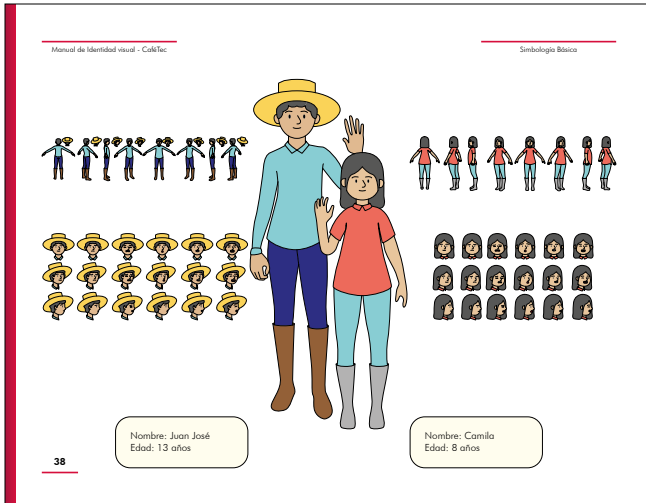 Manual de Identidad visual - CaféTec
Simbología Básica
Nombre: Juan José
Edad: 13 años
Nombre: Camila
Edad: 8 años
38